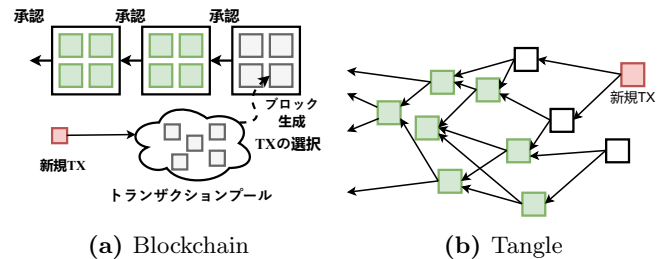 承認 承認 承認
ブロック
生成
TXの選択
新規TX
トランザクションプール
新規TX
(a) Blockchain
(b) Tangle